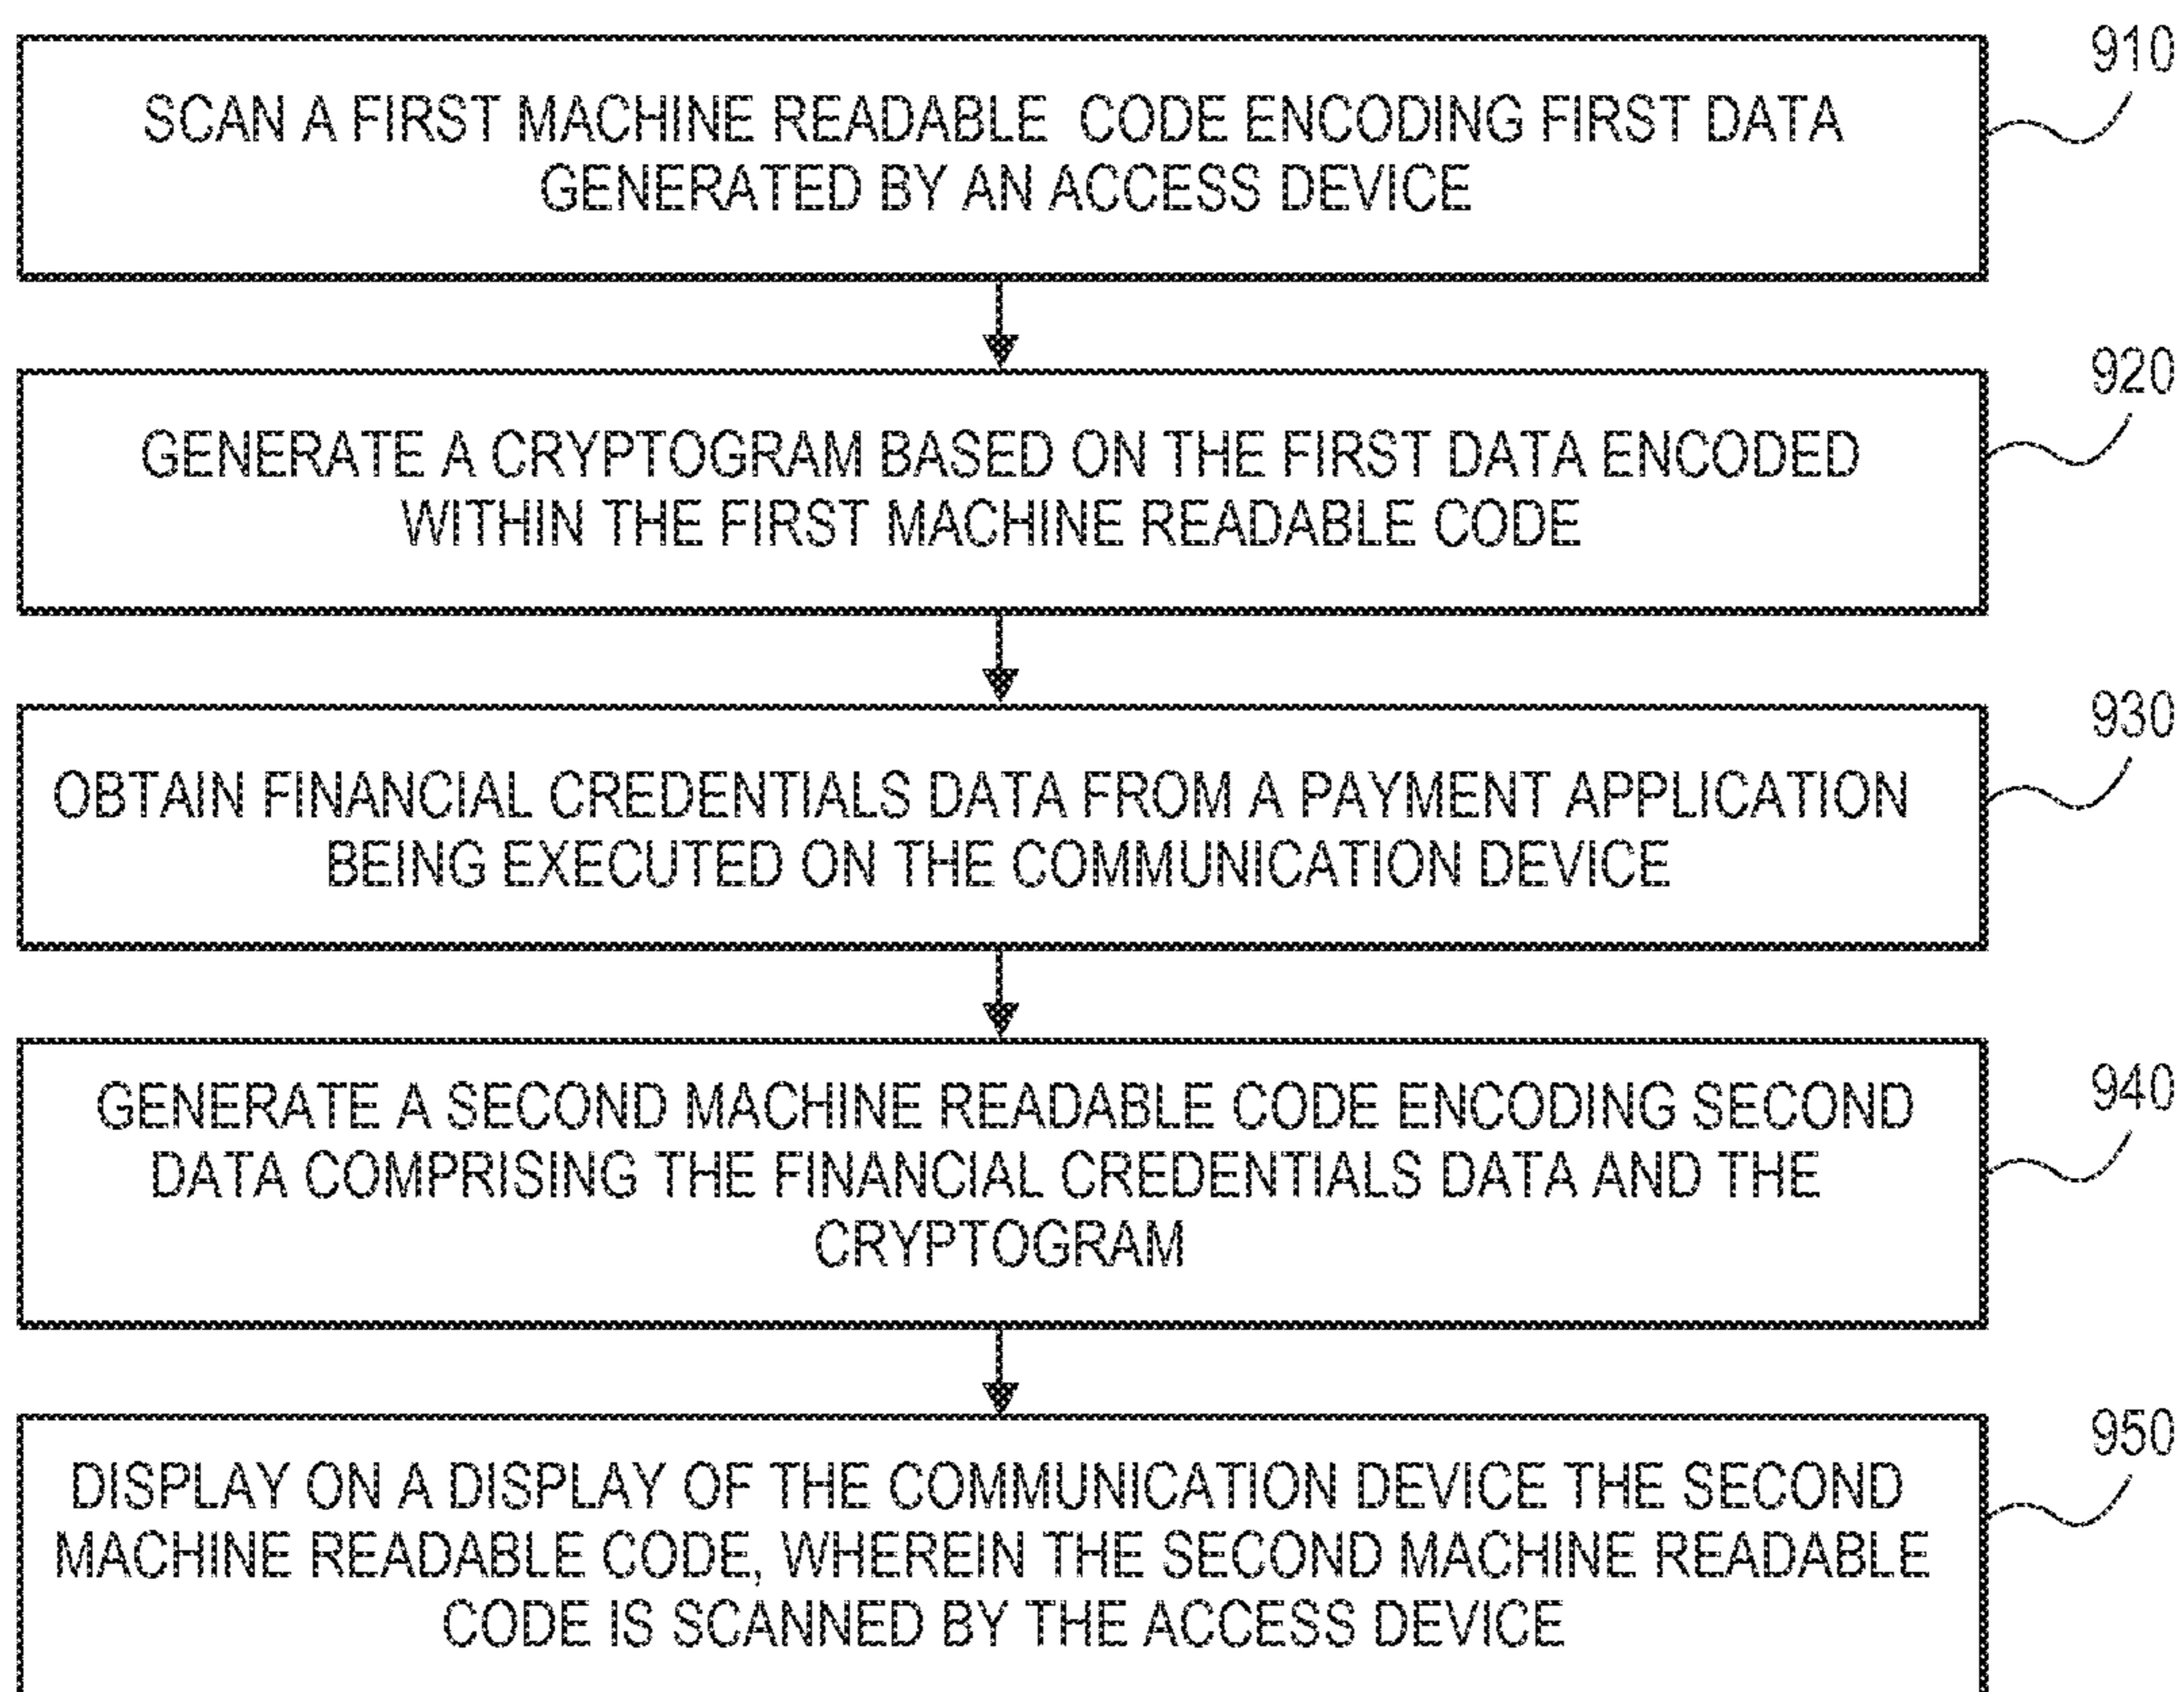 910
SCAN A FIRST MACHINE READABLE CODE ENCODING FIRST DATA
GENERATED BY AN ACCESS DEVICE
920
GENERATE A CRYPTOGRAM BASED ON THE FIRST DATA ENCODED
WITHIN THE FIRST MACHINE READABLE CODE
930
OBTAIN FINANCIAL CREDENTIALS DATA FROM A PAYMENT APPLICATION
BEING EXECUTED ON THE COMMUNICATION DEVICE
940
GENERATE A SECOND MACHINE READABLE CODE ENCODING SECOND
DATA COMPRISING THE FINANCIAL CREDENTIALS DATA AND THE
CRYPTOGRAM
950
DISPLAY ON A DISPLAY OF THE COMMUNICATION DEVICE THE SECOND
MACHINE READABLE CODE, WHEREIN THE SECOND MACHINE READABLE
CODE IS SCANNED BY THE ACCESS DEVICE